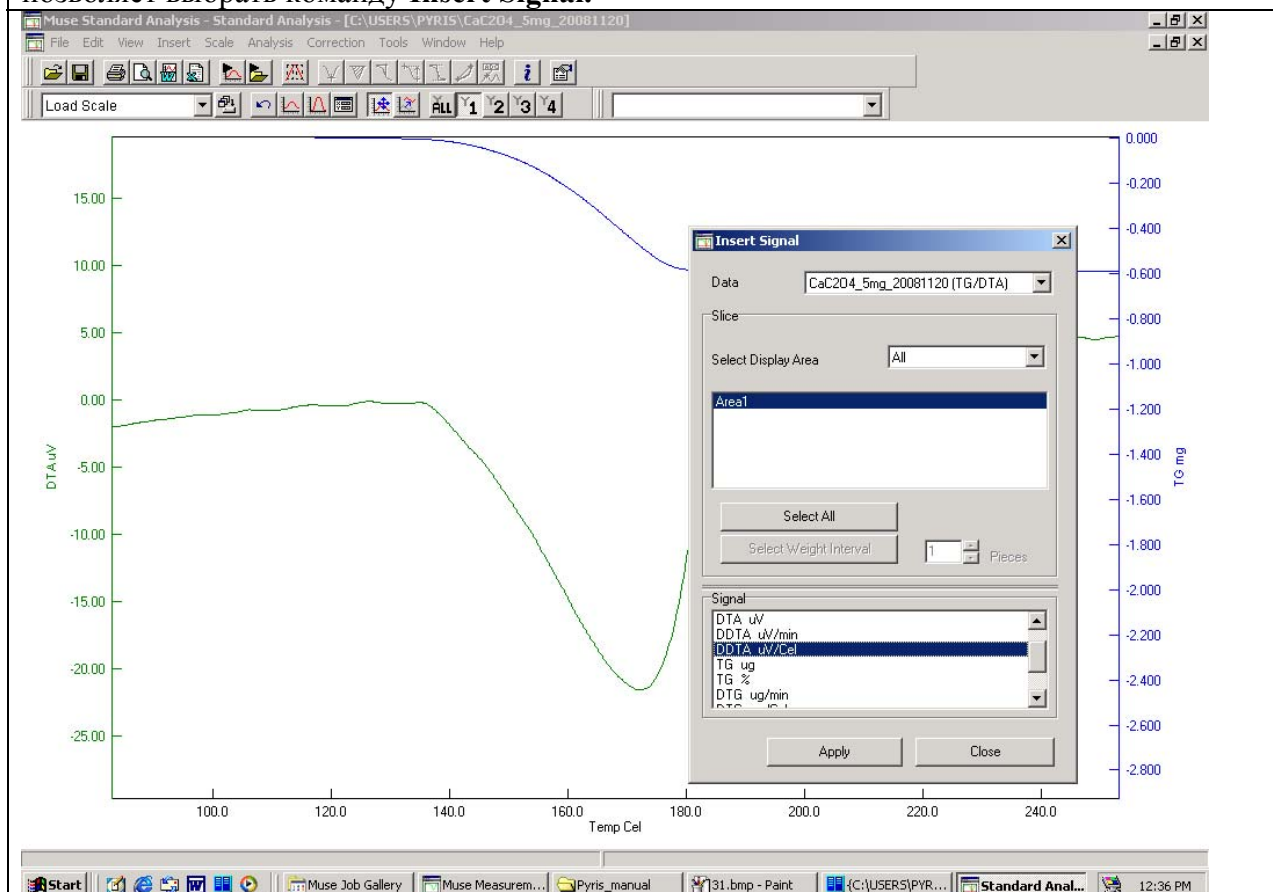 позволяет выбрать команду Insert Signal.
Muse Standard Analysis - Standard Analysis - [C:\USERS\PYRIS\CaC2O4_5mg_20081120]
File Edit View Insert Scale Analysis Correction Tools Window Help
Load Scale
ALL Y1 Y2 Y3 Y4
0.000
-0.200
-0.400
-0.600
-0.800
-1.000
-1.200
-1.400
-1.600
-1.800
-2.000
-2.200
-2.400
-2.600
-2.800
TG mg
15.00
10.00
5.00
0.00
-5.00
-10.00
-15.00
-20.00
-25.00
DTA uV
Insert Signal
Data CaC2O4_5mg_20081120 (TG/DTA)
Slice
Select Display Area All
Area1
Select All
Select Weight Interval 1 Pieces
Signal
DTA uV
DDTA uV/min
DDTA uV/Cel
TG ug
TG %
DTG ug/min
Apply Close
100.0 120.0 140.0 160.0 180.0 200.0 220.0 240.0
Temp Cel
Start Muse Job Gallery Muse Measurem... Pyris_manual 31.bmp - Paint {C:\USERS\PYR... Standard Anal... 12:36 PM